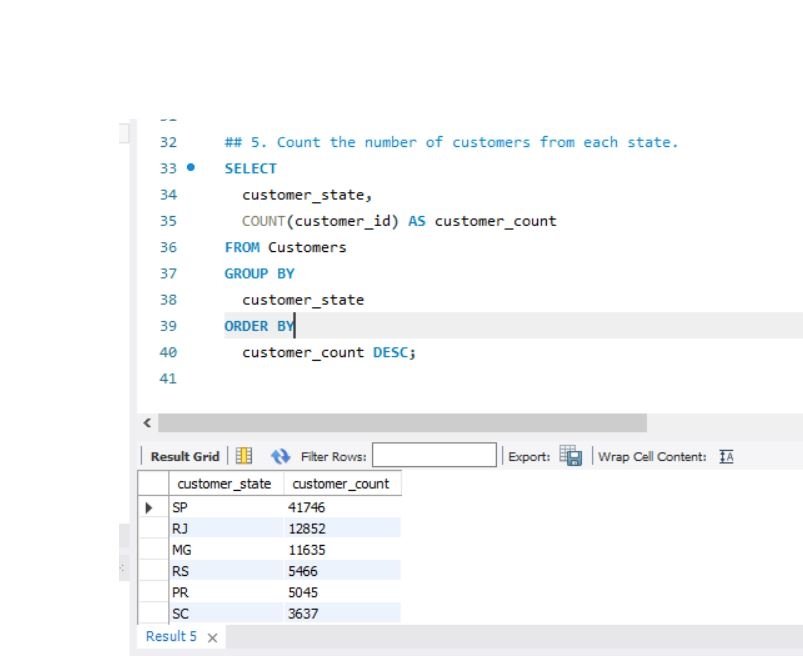 32 ## 5. Count the number of customers from each state.
33 SELECT
34 customer_state,
35 COUNT(customer_id) AS customer_count
36 FROM Customers
37 GROUP BY
38 customer_state
39 ORDER BY
40 customer_count DESC;
41
Result Grid Filter Rows: Export: Wrap Cell Content: IA
customer_state customer_count
SP 41746
RJ 12852
MG 11635
RS 5466
PR 5045
SC 3637
Result 5 ×